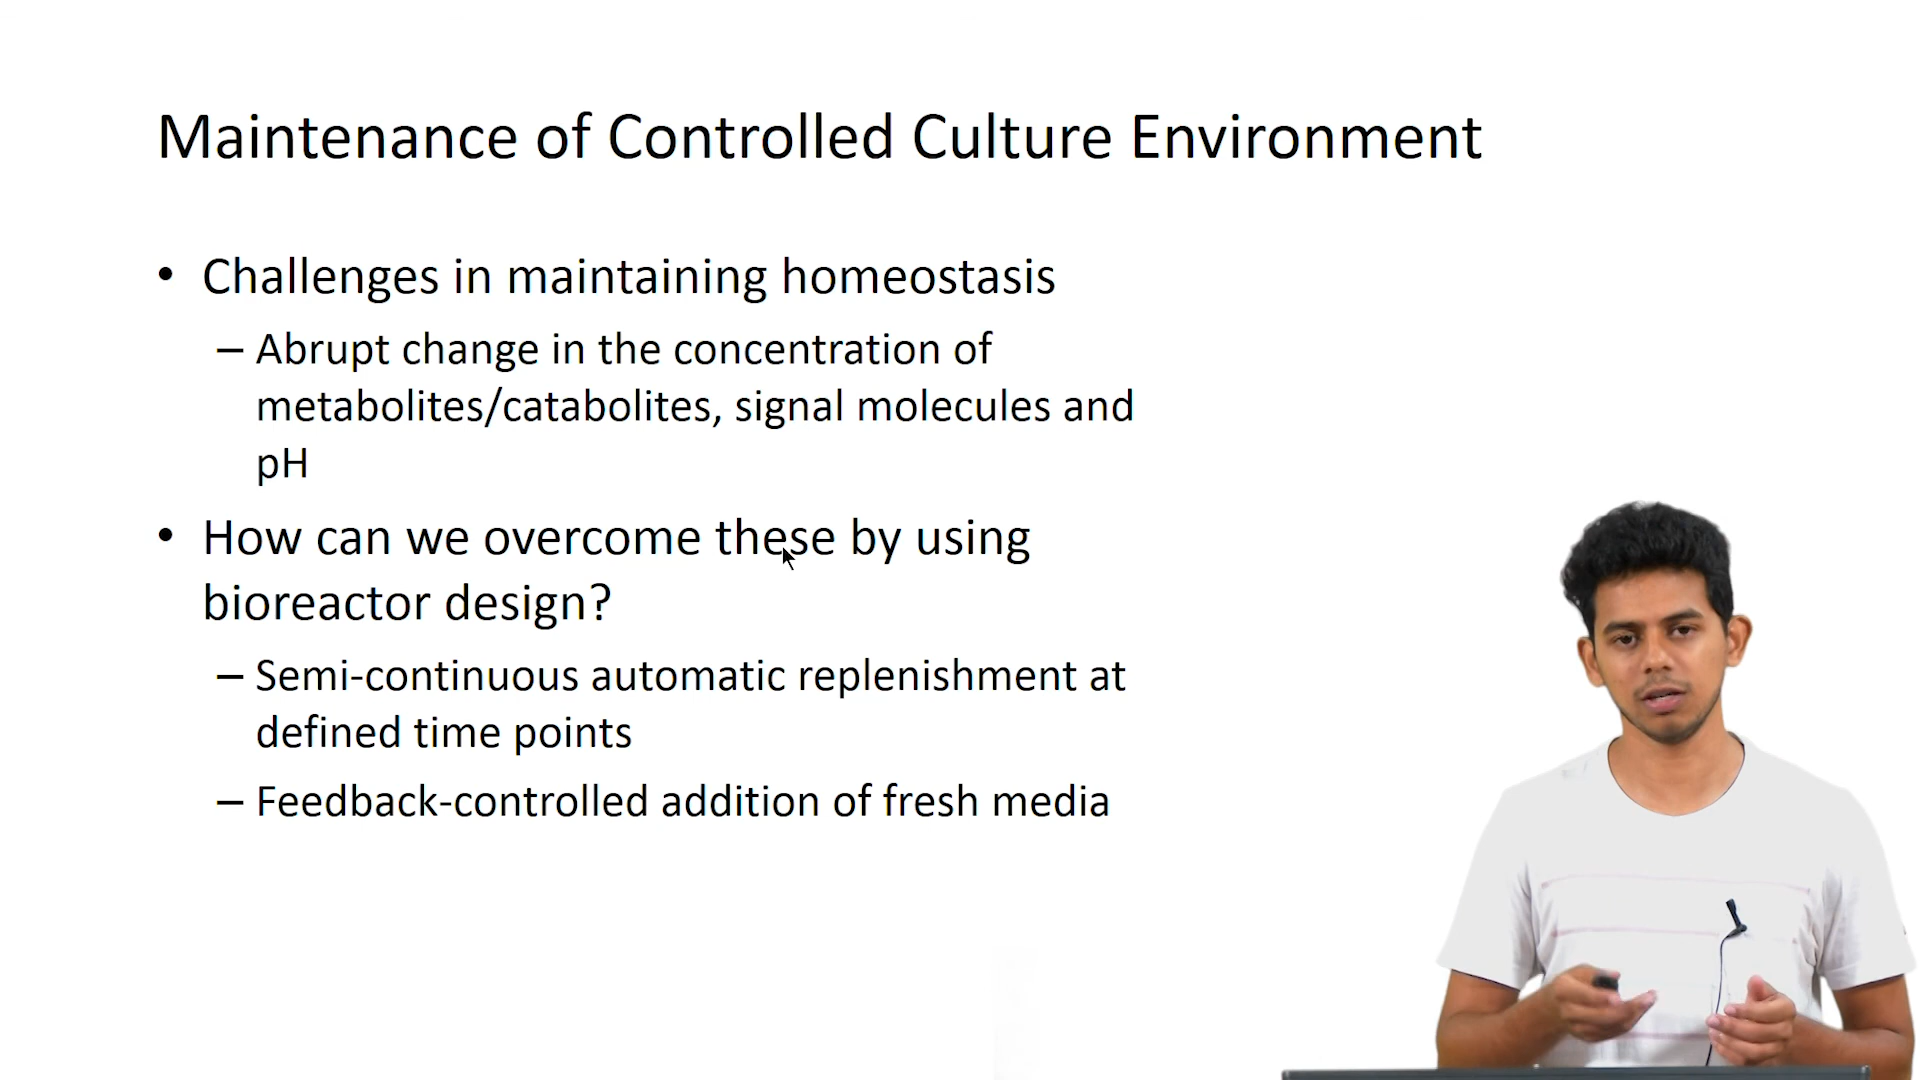 Maintenance of Controlled Culture Environment
• Challenges in maintaining homeostasis
– Abrupt change in the concentration of
metabolites/catabolites, signal molecules and
pH
• How can we overcome these by using
bioreactor design?
– Semi-continuous automatic replenishment at
defined time points
– Feedback-controlled addition of fresh media